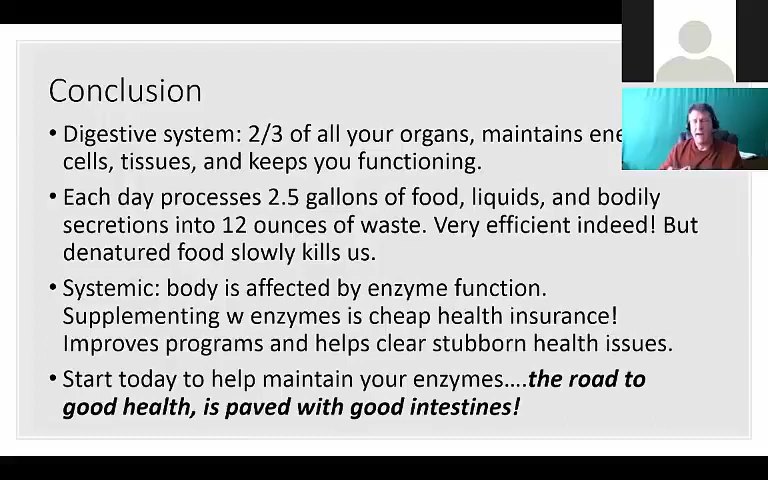 Conclusion
• Digestive system: 2/3 of all your organs, maintains
cells, tissues, and keeps you functioning.
• Each day processes 2.5 gallons of food, liquids, and bodily
secretions into 12 ounces of waste. Very efficient indeed! But
denatured food slowly kills us.
• Systemic: body is affected by enzyme function.
Supplementing w enzymes is cheap health insurance!
Improves programs and helps clear stubborn health issues.
• Start today to help maintain your enzymes....the road to
good health, is paved with good intestines!